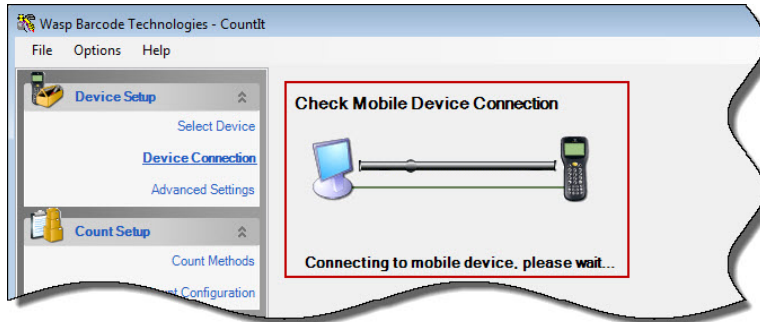 Wasp Barcode Technologies - CountIt
File Options Help
Device Setup
Select Device
Device Connection
Advanced Settings
Count Setup
Count Methods
Configuration
Check Mobile Device Connection
Connecting to mobile device, please wait...